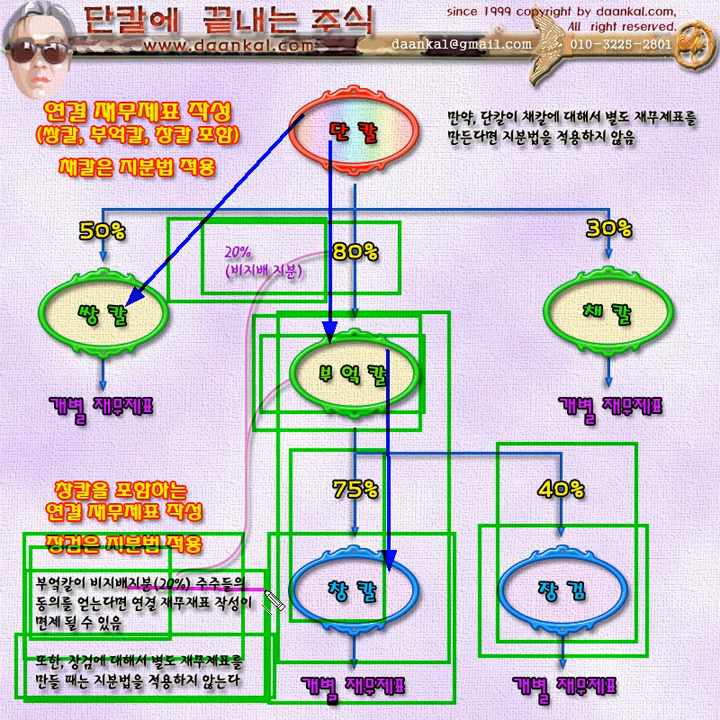 단칼에 끝내는 주식
www.daankal.com
since 1999 copyright by daankal.com,
All right reserved.
daankal@gmail.com
010-3225-2801
연결 재무제표 작성
(쌍칼, 부억칼, 창칼 포함)
채칼은 지분법 적용
단 칼
만약, 단칼이 채칼에 대해서 별도 재무제표를
만든다면 지분법을 적용하지 않음
50%
20%
(비지배 지분)
80%
30%
쌍 칼
부 억 칼
채 칼
개별 재무제표
개별 재무제표
창칼을 포함하는
연결 재무제표 작성
장검은 지분법 적용
75%
40%
부억칼이 비지배지분(20%) 주주들의
동의를 얻는다면 연결 재무재표 작성이
면제 될 수 있음
창 칼
장 검
또한, 장검에 대해서 별도 재무제표를
만들 때는 지분법을 적용하지 않는다
개별 재무제표
개별 재무제표